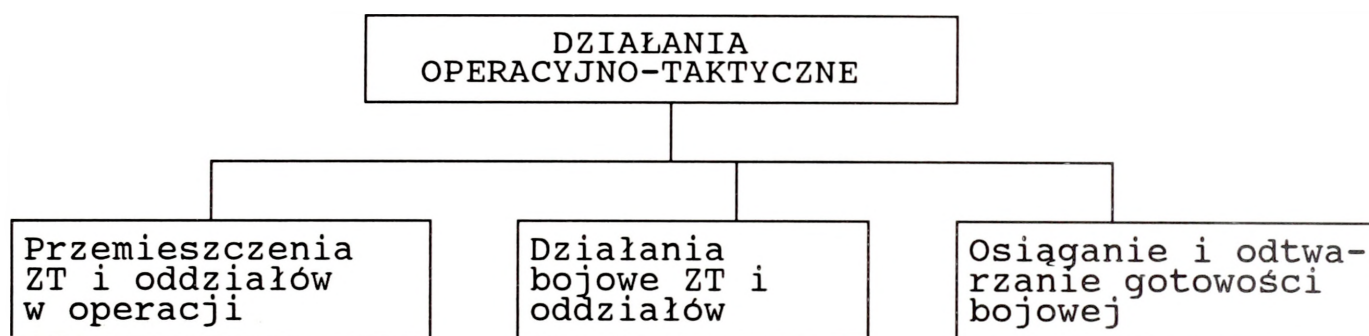 DZIAŁANIA
OPERACYJNO-TAKTYCZNE
Przemieszczenia
ZT i oddziałów
w operacji
Działania
bojowe ZT i
oddziałów
Osiąganie i odtwa-
rzanie gotowości
bojowej